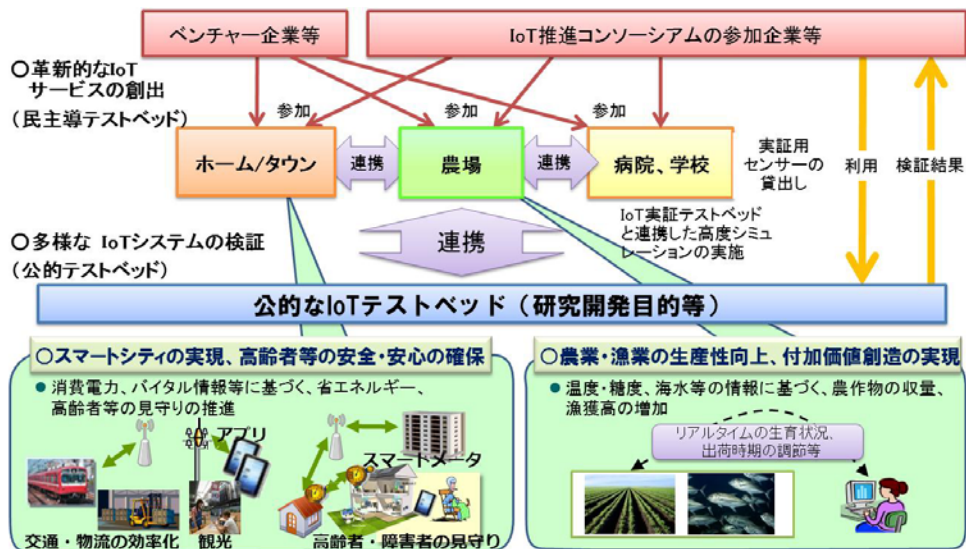 ベンチャー企業等
IoT推進コンソーシアムの参加企業等
○革新的なIoT
サービスの創出
(民主導テストベッド)
参加
参加
参加
ホーム/タウン
連携
農場
連携
病院、学校
実証用
センサーの
貸出し
利用
検証結果
IoT実証テストベッド
と連携した高度シミュ
レーションの実施
連携
○多様な IoTシステムの検証
(公的テストベッド)
公的なIoTテストベッド(研究開発目的等)
○スマートシティの実現、高齢者等の安全・安心の確保
● 消費電力、バイタル情報等に基づく、省エネルギー、
高齢者等の見守りの推進
アプリ
スマートメータ
交通・物流の効率化
観光
高齢者・障害者の見守り
○農業・漁業の生産性向上、付加価値創造の実現
● 温度・糖度、海水等の情報に基づく、農作物の収量、
漁獲高の増加
リアルタイムの生育状況、
出荷時期の調節等